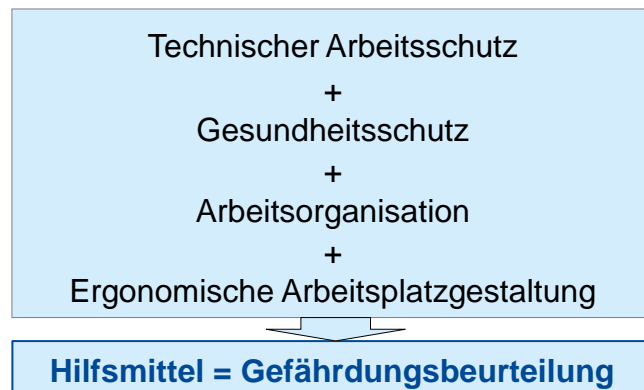 Technischer Arbeitsschutz
+
Gesundheitsschutz
+
Arbeitsorganisation
+
Ergonomische Arbeitsplatzgestaltung
Hilfsmittel = Gefährdungsbeurteilung